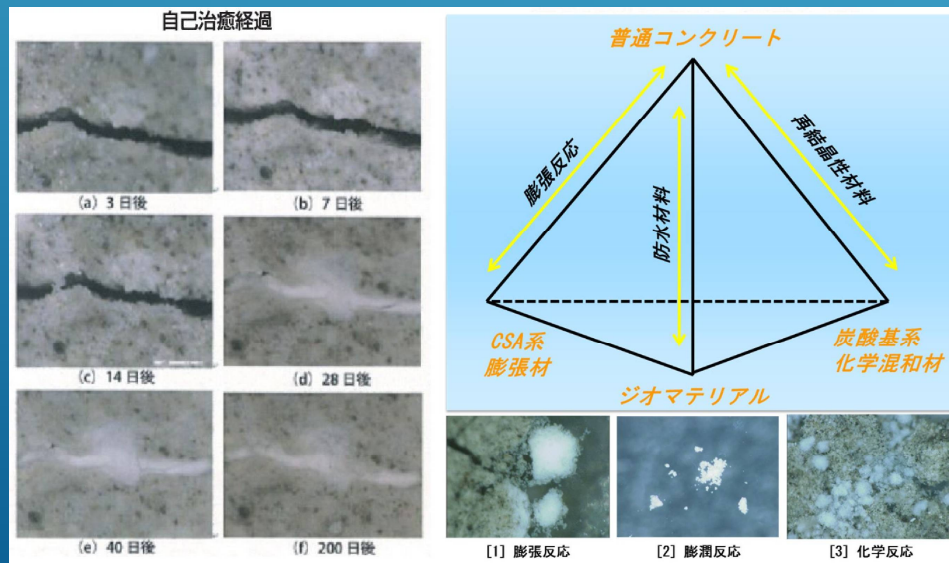 自己治癒経過
(a) 3 日後
(b) 7 日後
(c) 14 日後
(d) 28 日後
(e) 40 日後
(f) 200 日後
普通コンクリート
膨張反応
防水材料
再結晶性材料
CSA系
膨張材
ジオマテリアル
炭酸基系
化学混和材
[1] 膨張反応
[2] 膨潤反応
[3] 化学反応